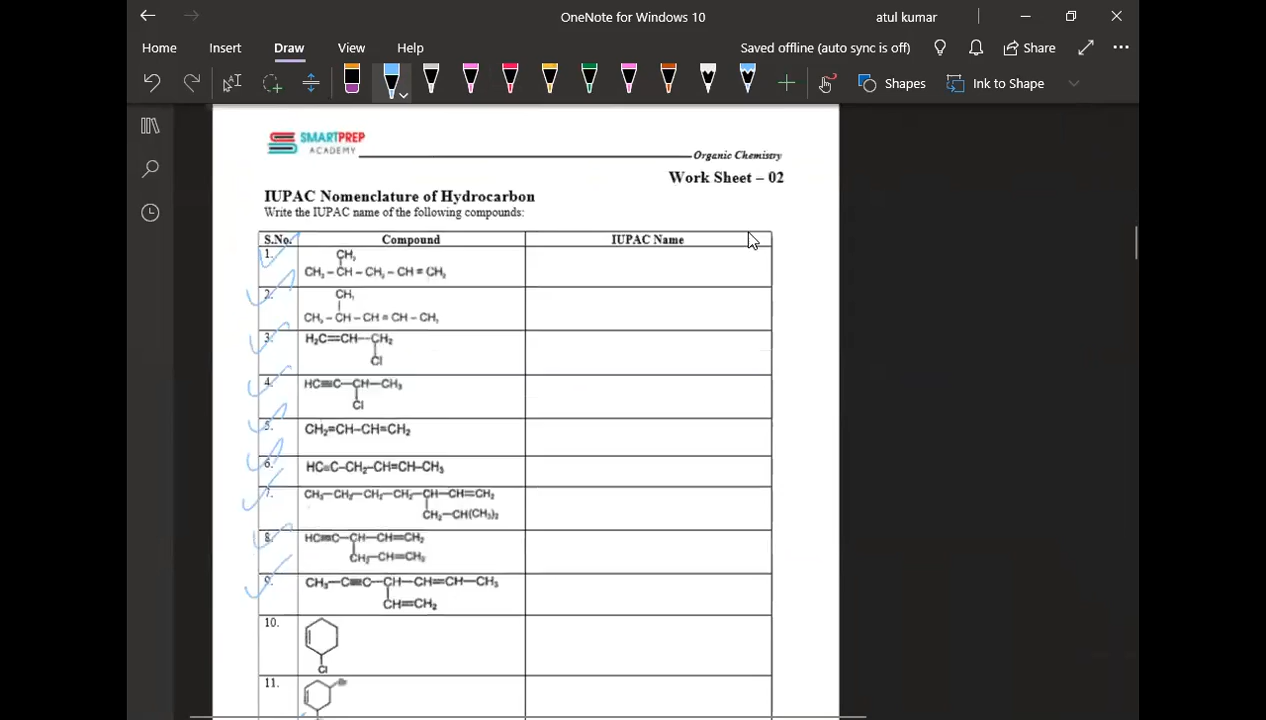 OneNote for Windows 10
atul kumar
Home Insert Draw View Help
Saved offline (auto sync is off)
Share
Shapes
Ink to Shape
SMARTPREP
ACADEMY
Organic Chemistry
Work Sheet – 02
IUPAC Nomenclature of Hydrocarbon
Write the IUPAC name of the following compounds:
S.No. Compound IUPAC Name
1.
CH₃
CH₃ – CH – CH₂ – CH = CH₂
2.
CH₃
CH₃ – CH – CH = CH – CH₃
3.
H₂C=CH–CH₂
Cl
4.
HC≡C–CH–CH₃
Cl
5.
CH₂=CH–CH=CH₂
6.
HC≡C–CH₂–CH=CH–CH₃
7.
CH₃–CH₂–CH₂–CH₂–CH–CH=CH₂
CH₂–CH(CH₃)₂
8.
HC≡C–CH–CH=CH₂
CH₂–CH=CH₂
9.
CH₃–C≡C–CH–CH=CH–CH₃
CH=CH₂
10.
Cl
11.
Br